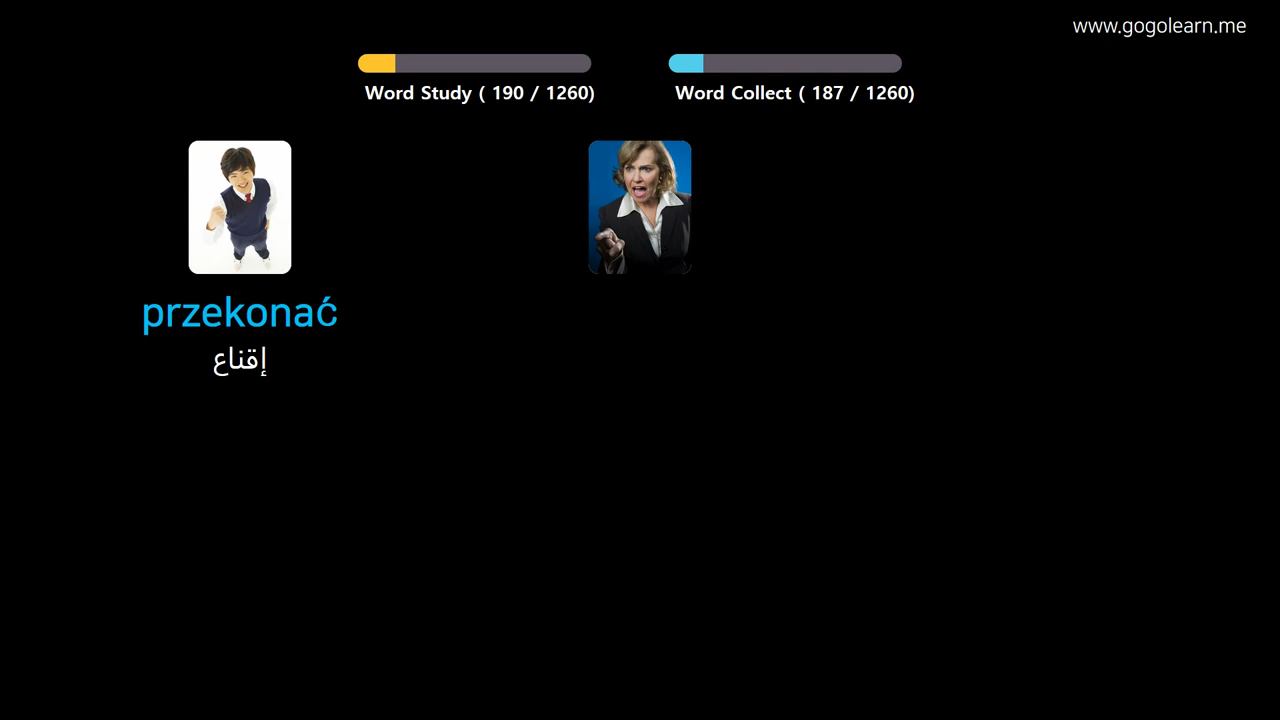 www.gogolearn.me
Word Study ( 190 / 1260)
Word Collect ( 187 / 1260)
przekonać
إقناع